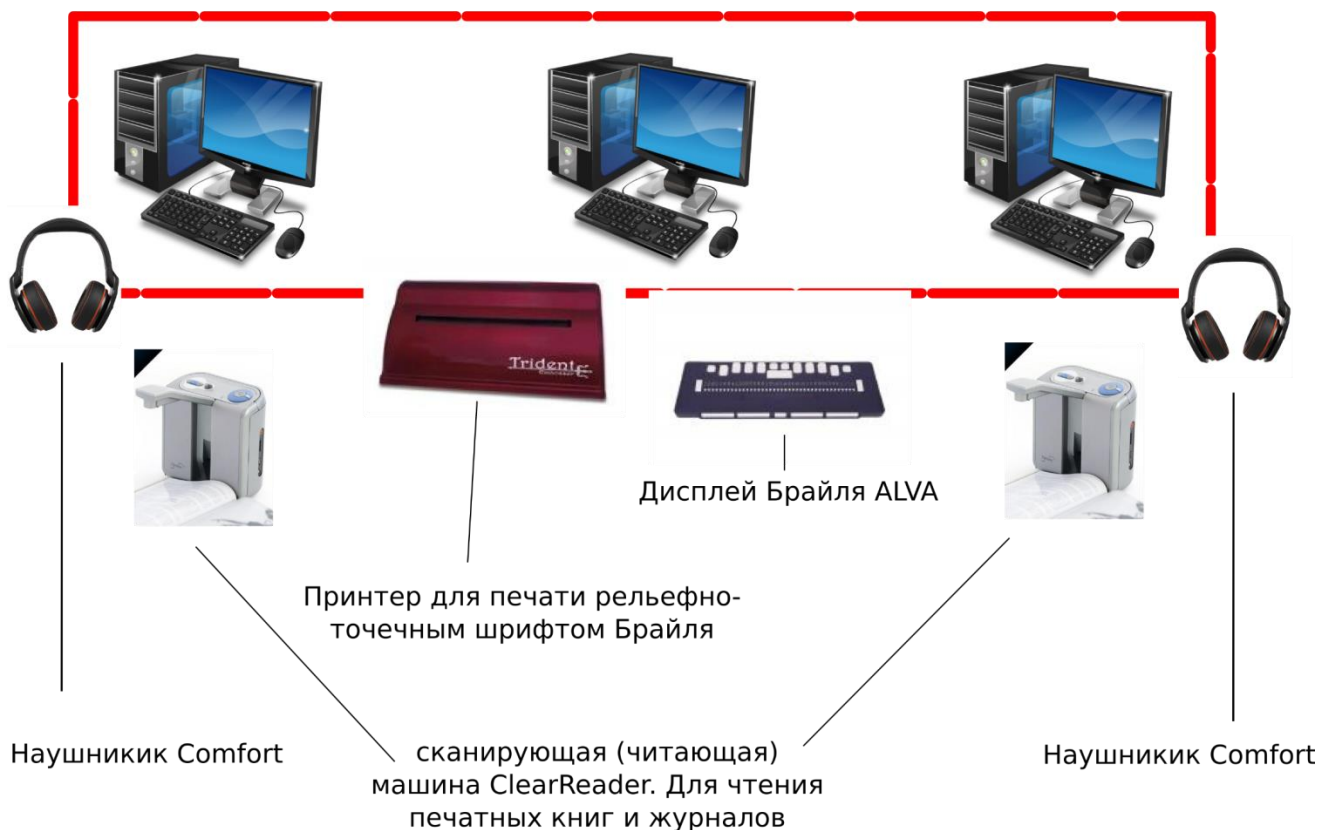 Trident
Дисплей Брайля ALVA
Принтер для печати рельефно-
точечным шрифтом Брайля
Наушникик Comfort
сканирующая (читающая)
машина ClearReader. Для чтения
печатных книг и журналов
Наушникик Comfort